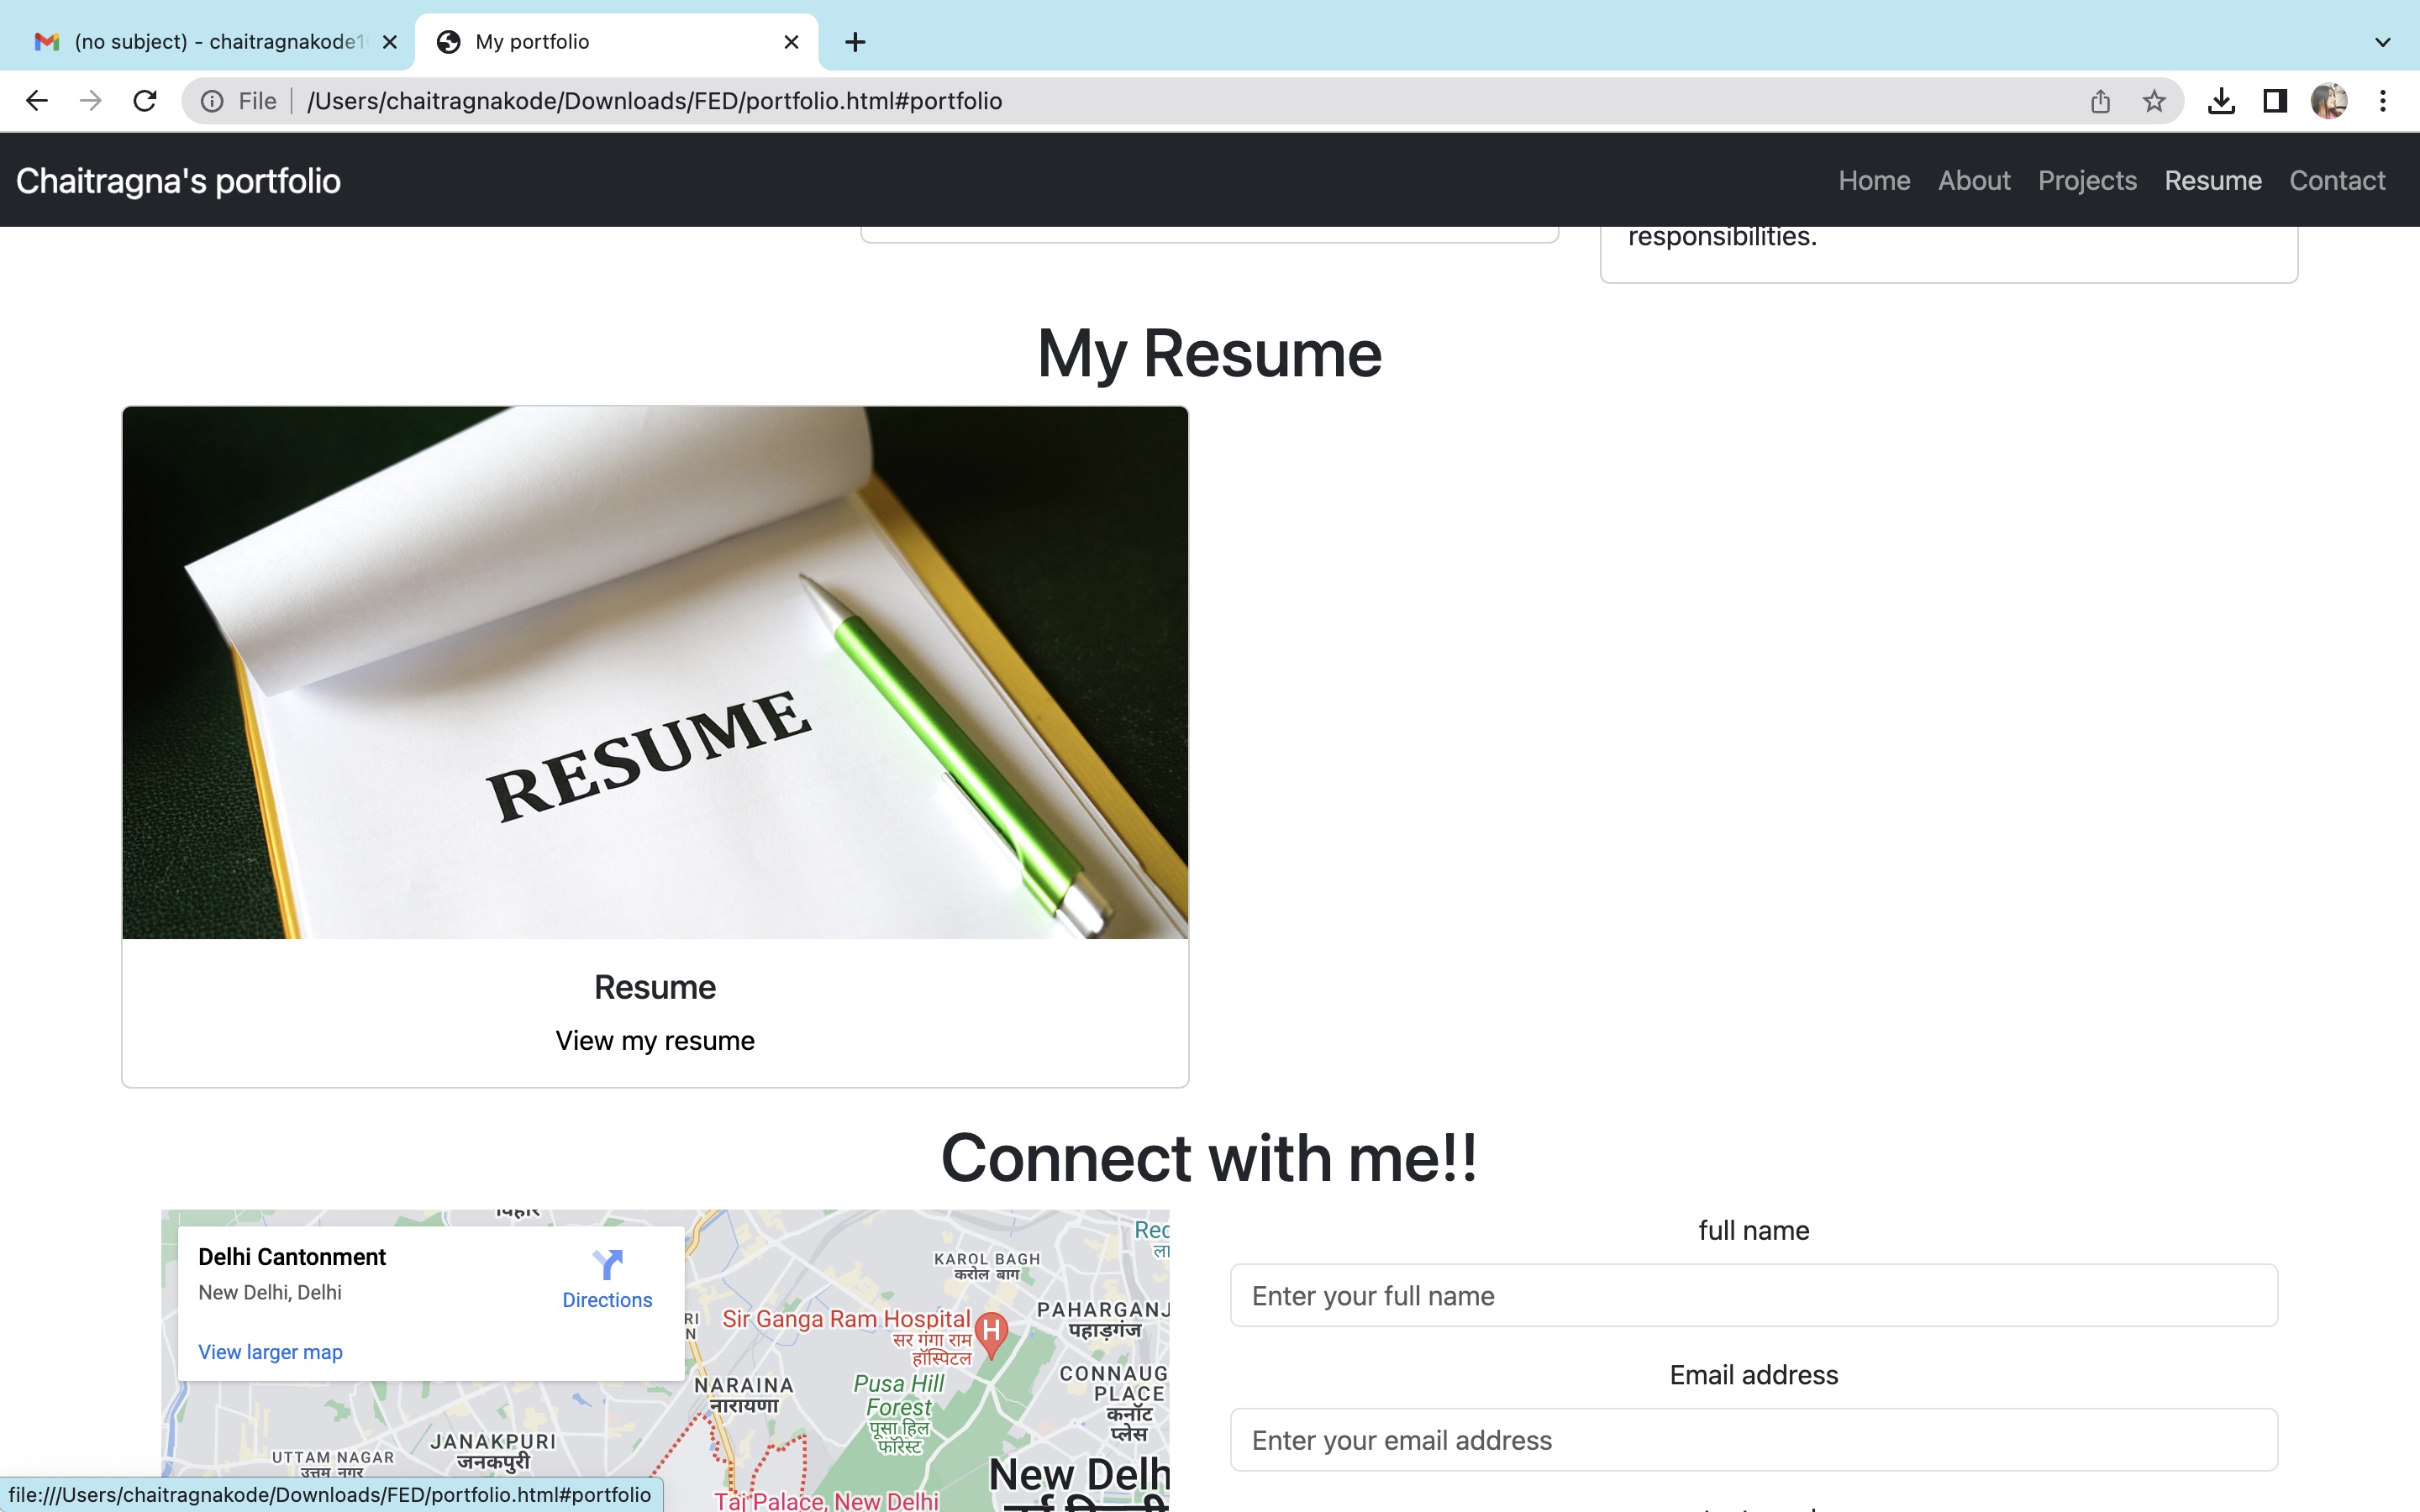 (no subject) - chaitragnakode1
My portfolio
File /Users/chaitragnakode/Downloads/FED/portfolio.html#portfolio
Chaitragna's portfolio
Home About Projects Resume Contact
responsibilities.
My Resume
RESUME
Resume
View my resume
Connect with me!!
Delhi Cantonment
New Delhi, Delhi
Directions
View larger map
विहार
KAROL BAGH
करोल बाग
Red
ला
RI
N
Sir Ganga Ram Hospital
सर गंगा राम
हॉस्पिटल
H
PAHARGANJ
पहाड़गंज
CONNAUG
PLACE
कनॉट
प्लेस
NARAINA
नारायणा
Pusa Hill
Forest
पूसा हिल
फॉरेस्ट
JANAKPURI
जनकपुरी
UTTAM NAGAR
उत्तम नगर
New Delh
Taj Palace, New Delhi
full name
Enter your full name
Email address
Enter your email address
file:///Users/chaitragnakode/Downloads/FED/portfolio.html#portfolio